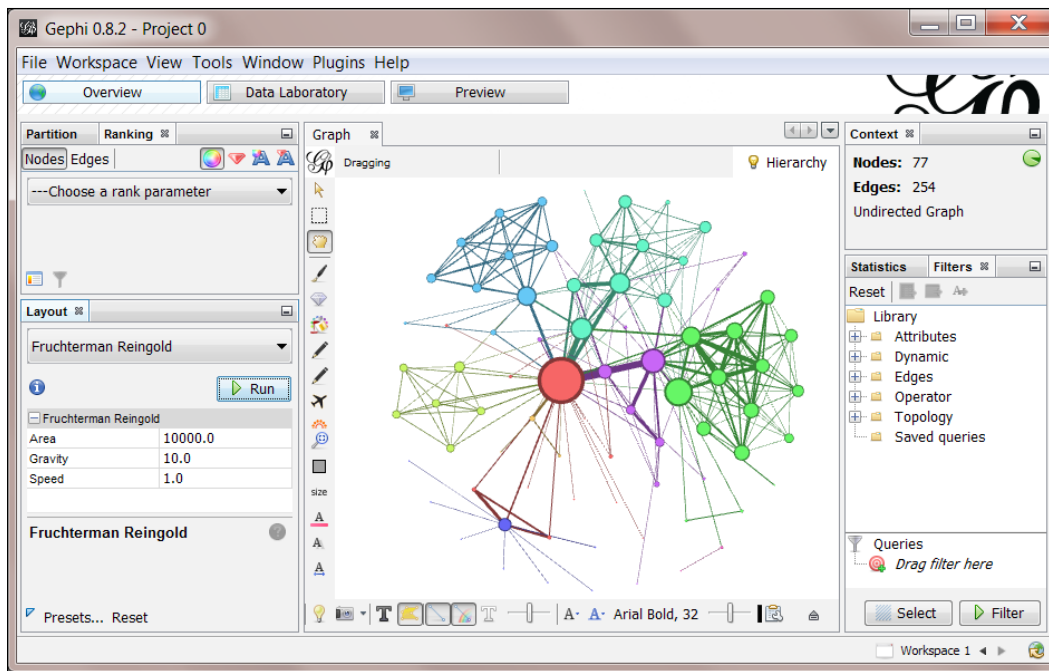 Gephi 0.8.2 - Project 0
File Workspace View Tools Window Plugins Help
Overview
Data Laboratory
Preview
Partition
Ranking
Nodes Edges
---Choose a rank parameter
Layout
Fruchterman Reingold
Run
Fruchterman Reingold
Area 10000.0
Gravity 10.0
Speed 1.0
Fruchterman Reingold
Presets... Reset
Graph
Dragging
Hierarchy
size
A
A
A
T
T
A- A- Arial Bold, 32
Context
Nodes: 77
Edges: 254
Undirected Graph
Statistics
Filters
Reset
Library
Attributes
Dynamic
Edges
Operator
Topology
Saved queries
Queries
Drag filter here
Select
Filter
Workspace 1